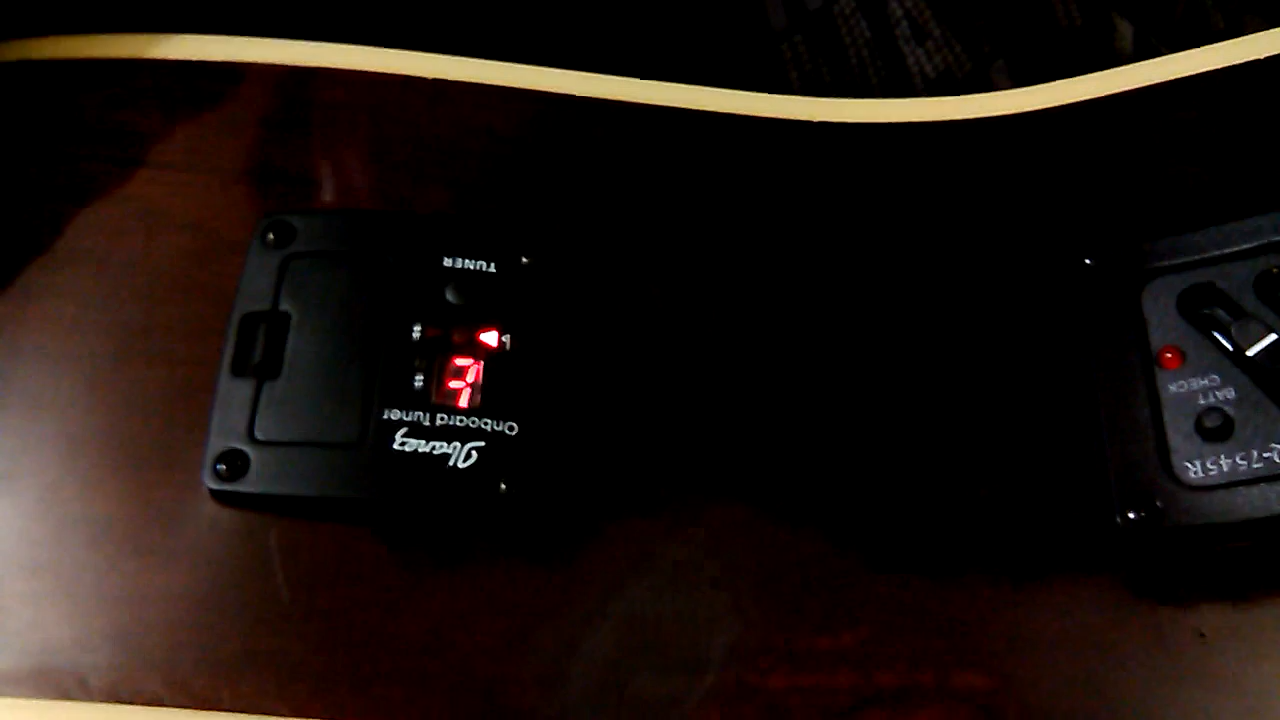 TUNER
Onboard Tuner
Ibanez
BATT
CHECK
-7545R